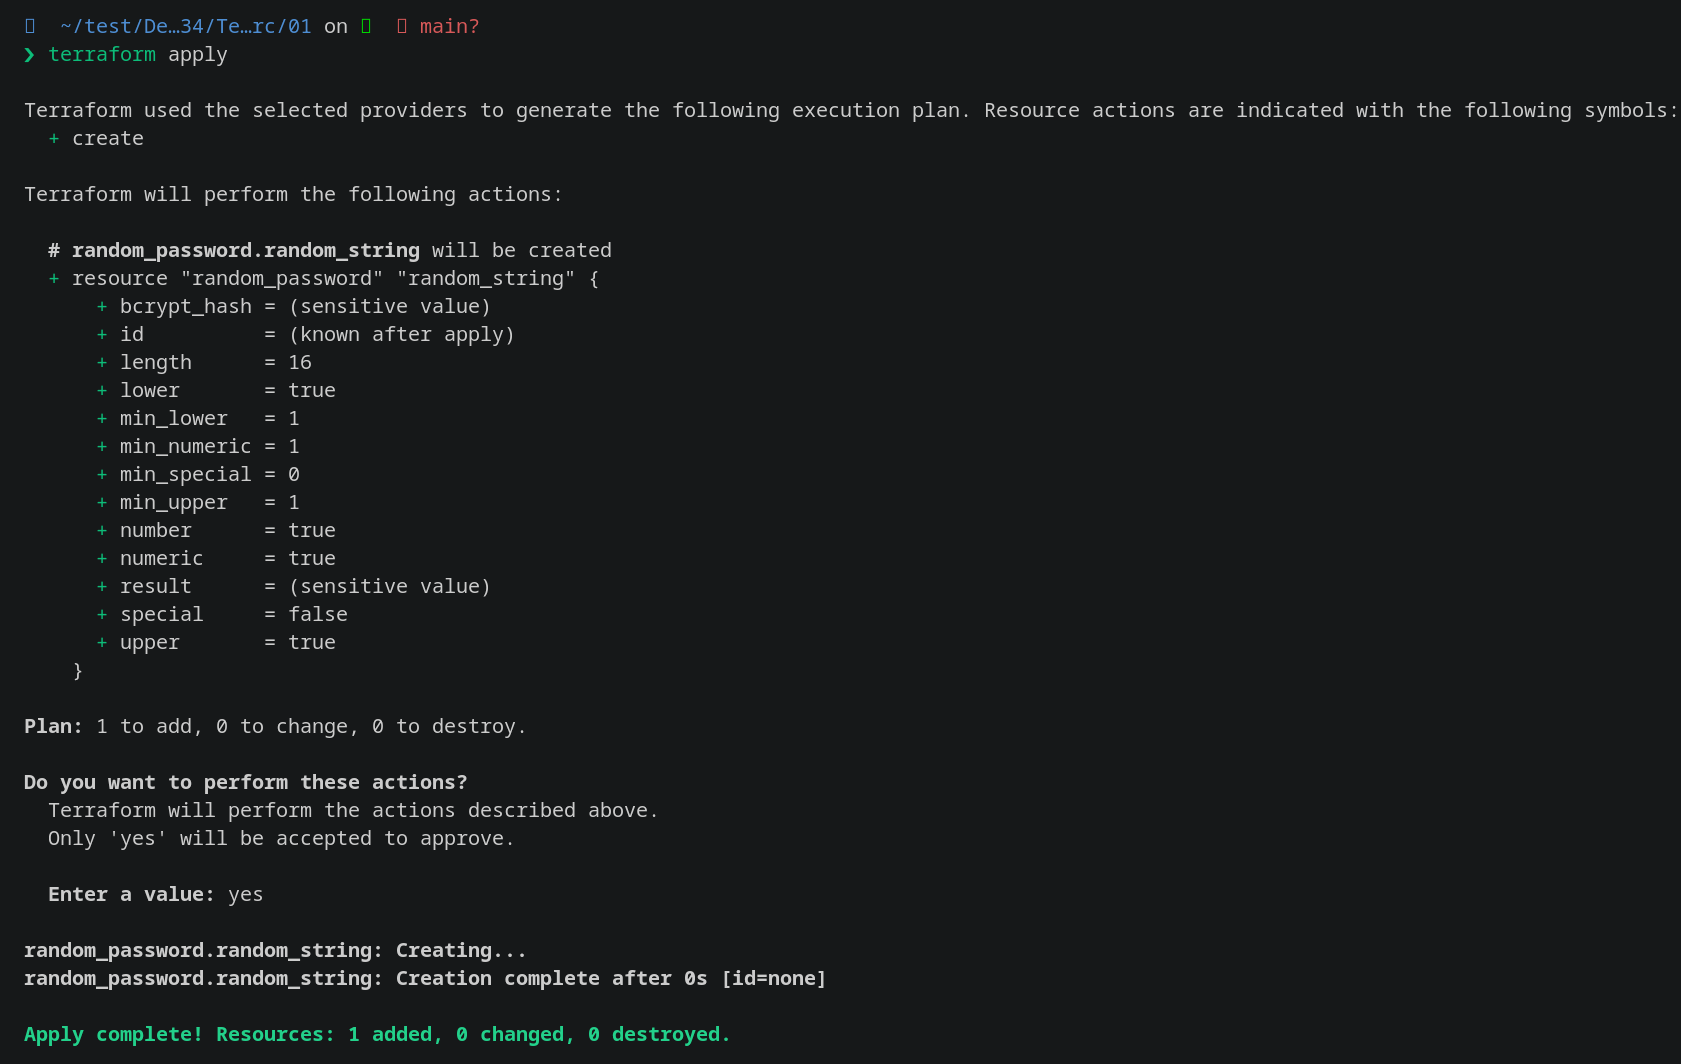 ~/test/De…34/Te…rc/01 on main?
❯ terraform apply
Terraform used the selected providers to generate the following execution plan. Resource actions are indicated with the following symbols:
+ create
Terraform will perform the following actions:
# random_password.random_string will be created
+ resource "random_password" "random_string" {
+ bcrypt_hash = (sensitive value)
+ id          = (known after apply)
+ length      = 16
+ lower       = true
+ min_lower   = 1
+ min_numeric = 1
+ min_special = 0
+ min_upper   = 1
+ number      = true
+ numeric     = true
+ result      = (sensitive value)
+ special     = false
+ upper       = true
}
Plan: 1 to add, 0 to change, 0 to destroy.
Do you want to perform these actions?
Terraform will perform the actions described above.
Only 'yes' will be accepted to approve.
Enter a value: yes
random_password.random_string: Creating...
random_password.random_string: Creation complete after 0s [id=none]
Apply complete! Resources: 1 added, 0 changed, 0 destroyed.